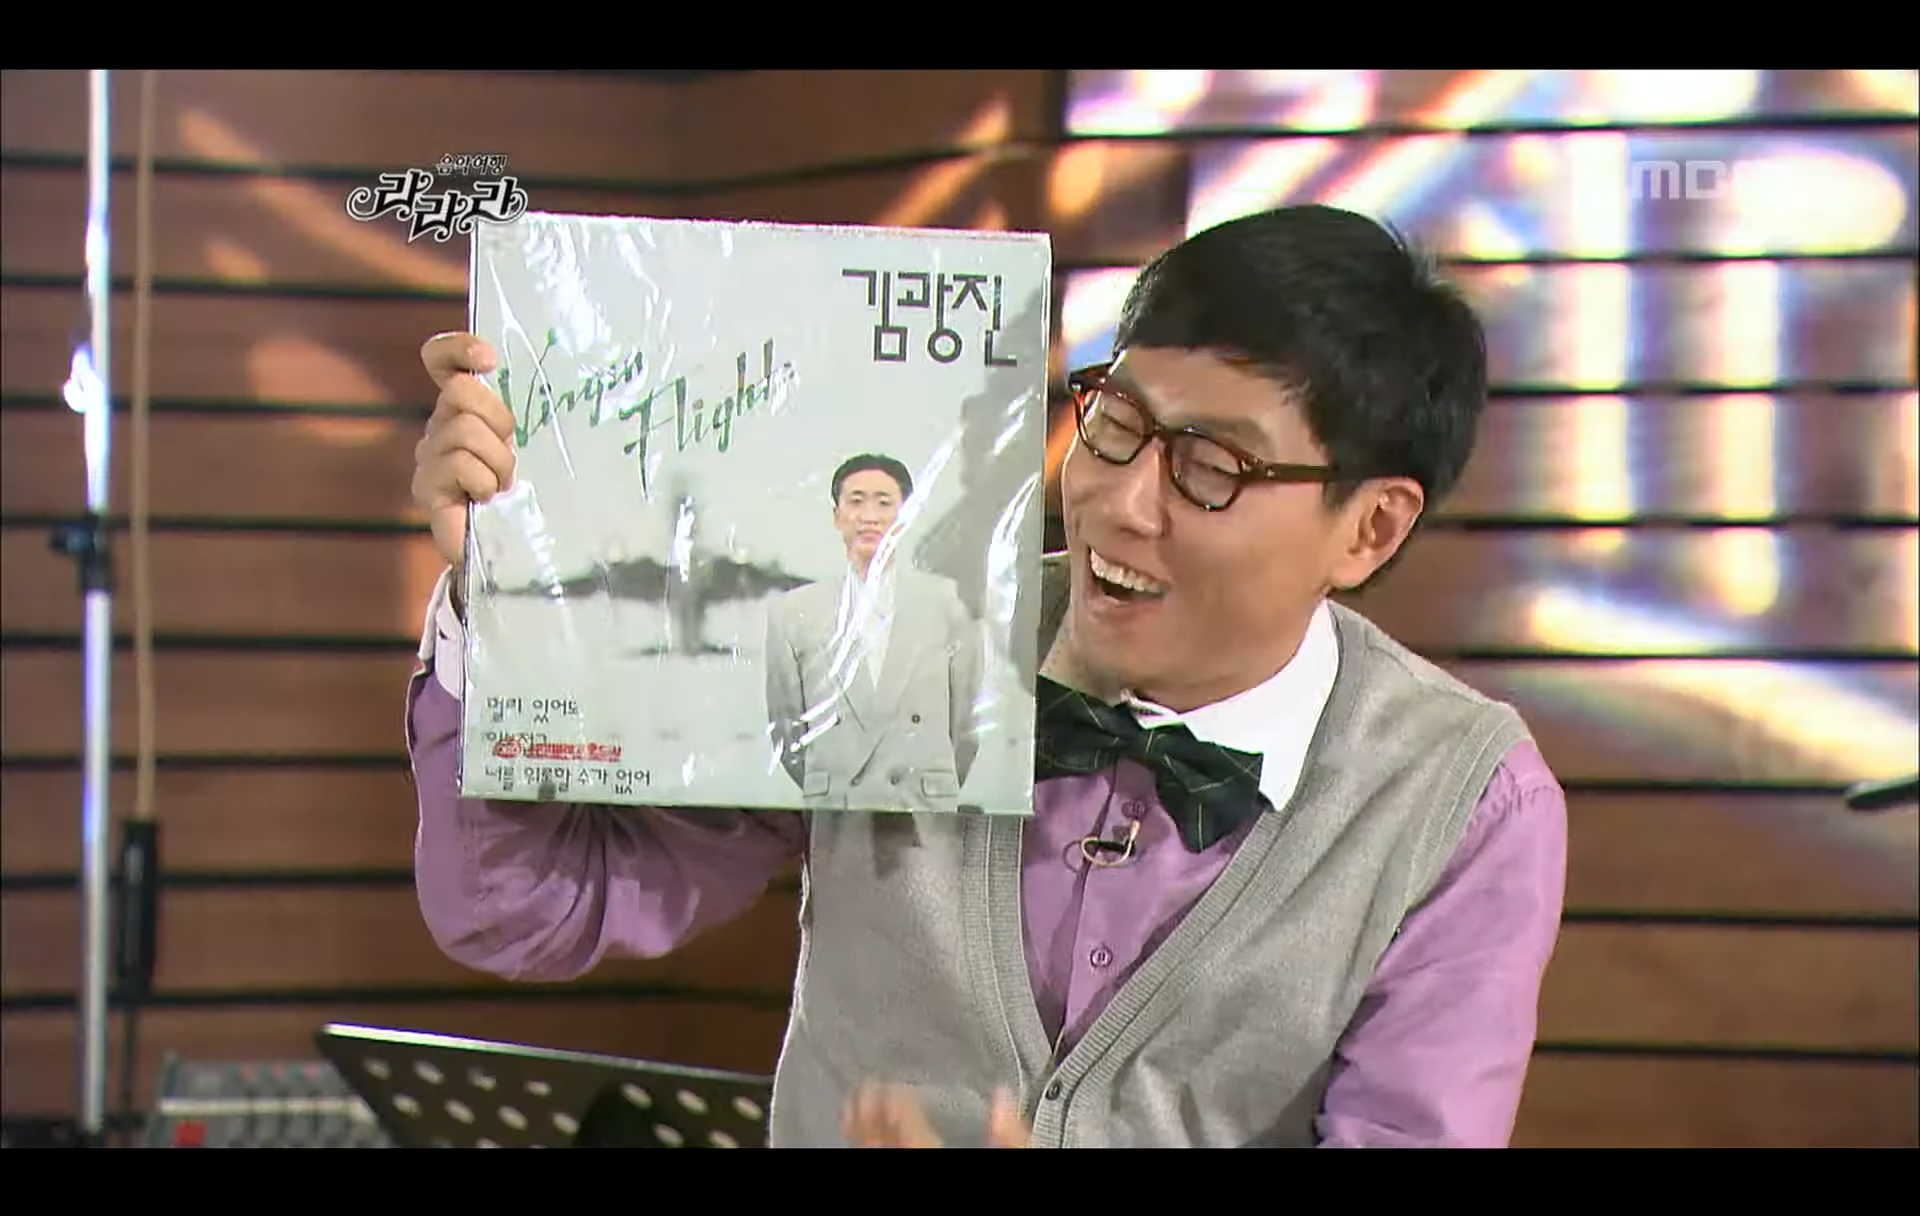 음악여행
라라라
MBC
김광진
Virgin
Flight
멀리 있어도
너를 위로할 수가 없어